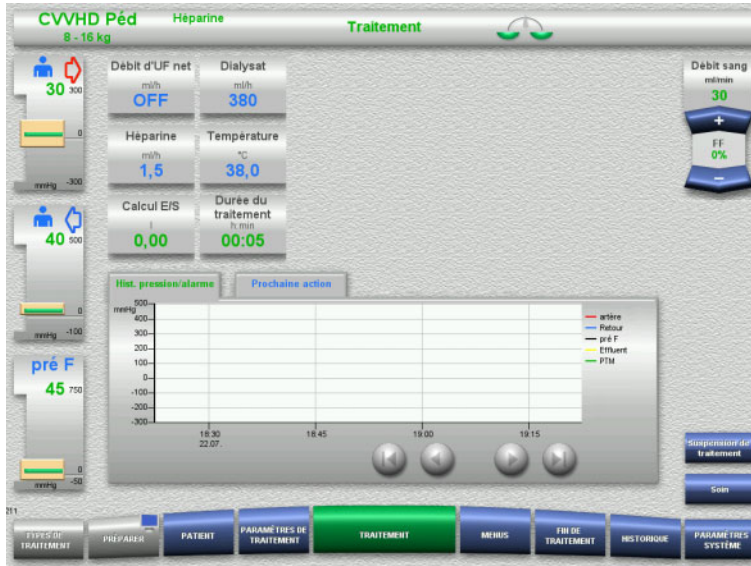 CVVHD Péd Héparine
8 - 16 kg
Traitement
30 300
0
mmHg -300
40 500
0
mmHg -100
pré F
45 750
0
mmHg -50
Débit d'UF net
ml/h
OFF
Dialysat
ml/h
380
Héparine
ml/h
1,5
Température
°C
38,0
Calcul E/S
l
0,00
Durée du
traitement
h:min
00:05
Débit sang
ml/min
30
+
FF
0%
−
Hist. pression/alarme
Prochaine action
mmHg
500
400
300
200
100
0
-100
-200
-300
18:30 18:45 19:00 19:15
22.07.
artère
Retour
pré F
Effluent
PTM
Suspension de
traitement
Soin
211
TYPES DE
TRAITEMENT
PRÉPARER
PATIENT
PARAMÈTRES DE
TRAITEMENT
TRAITEMENT
MENUS
FIN DE
TRAITEMENT
HISTORIQUE
PARAMÈTRES
SYSTÈME